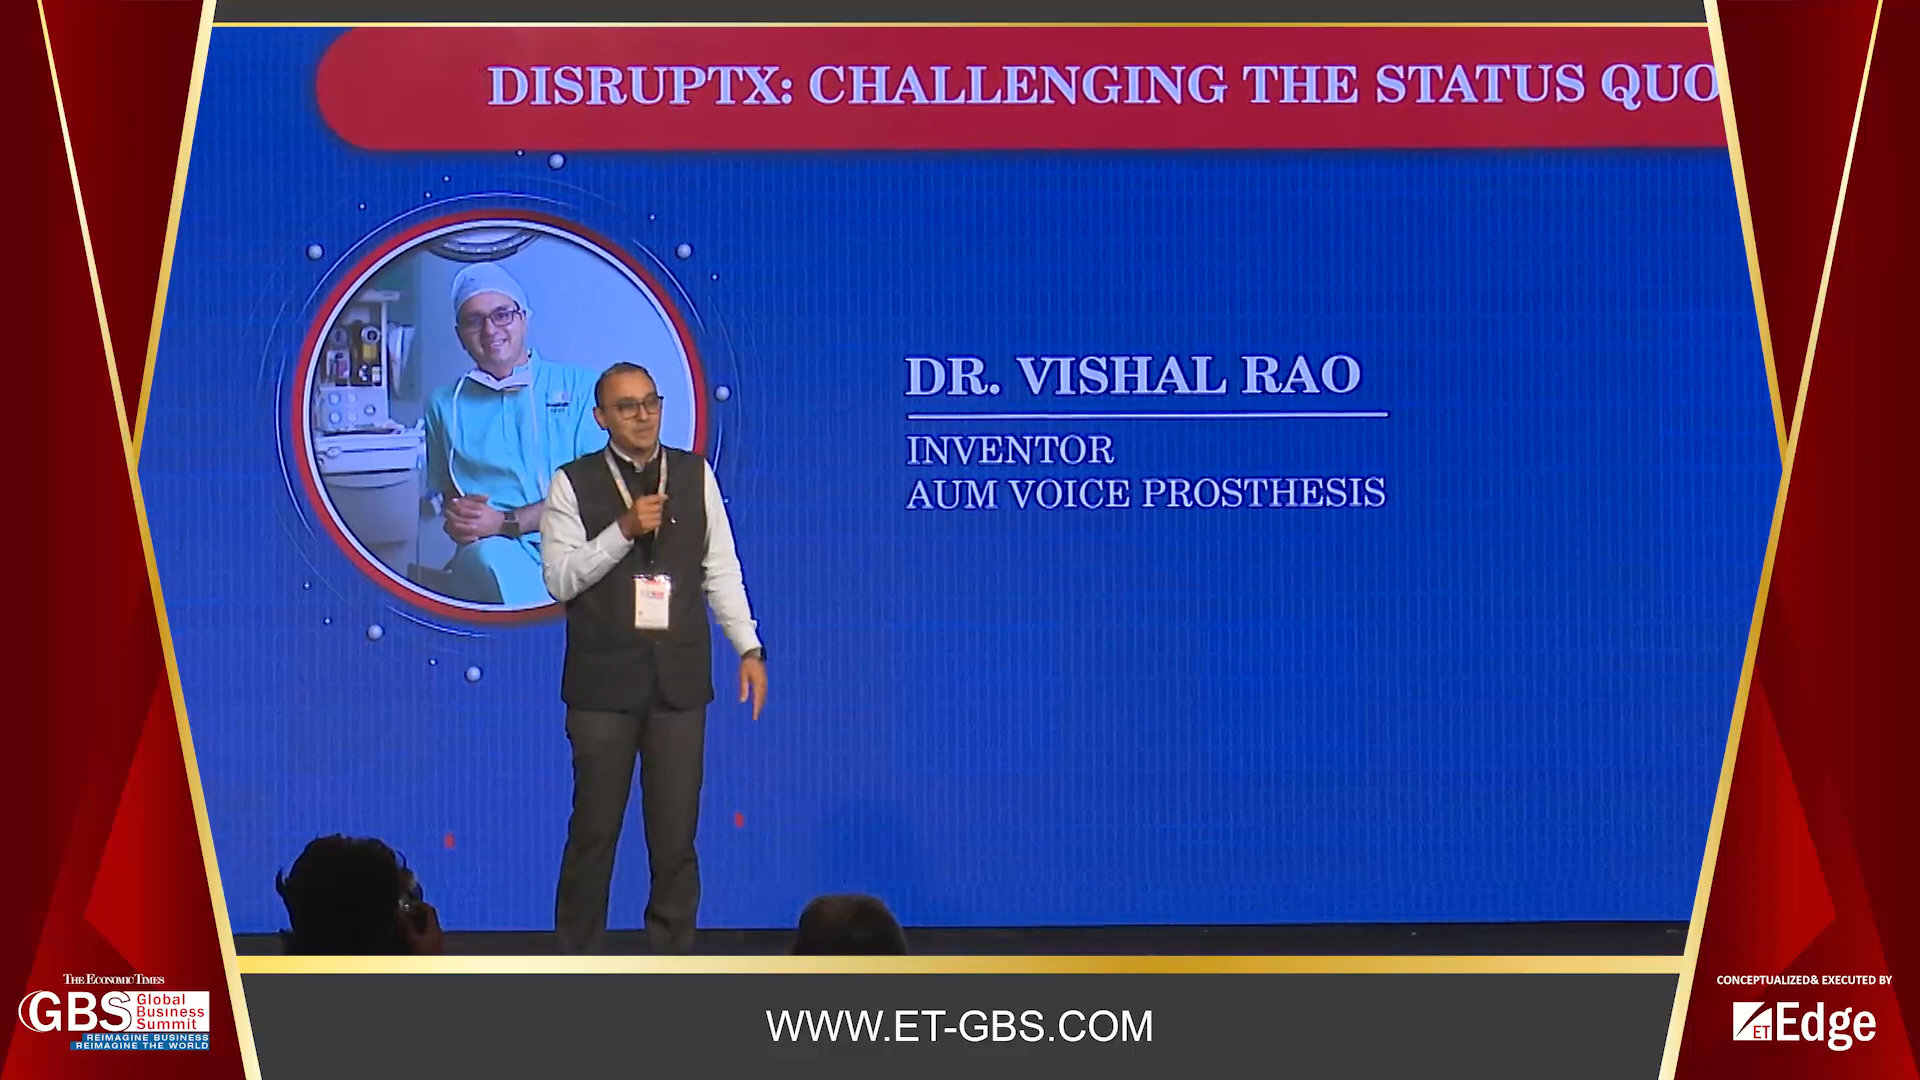 DISRUPTX: CHALLENGING THE STATUS QUO
DR. VISHAL RAO
INVENTOR
AUM VOICE PROSTHESIS
THE ECONOMIC TIMES
GBS Global Business Summit
REIMAGINE BUSINESS
REIMAGINE THE WORLD
WWW.ET-GBS.COM
CONCEPTUALIZED& EXECUTED BY
ET Edge